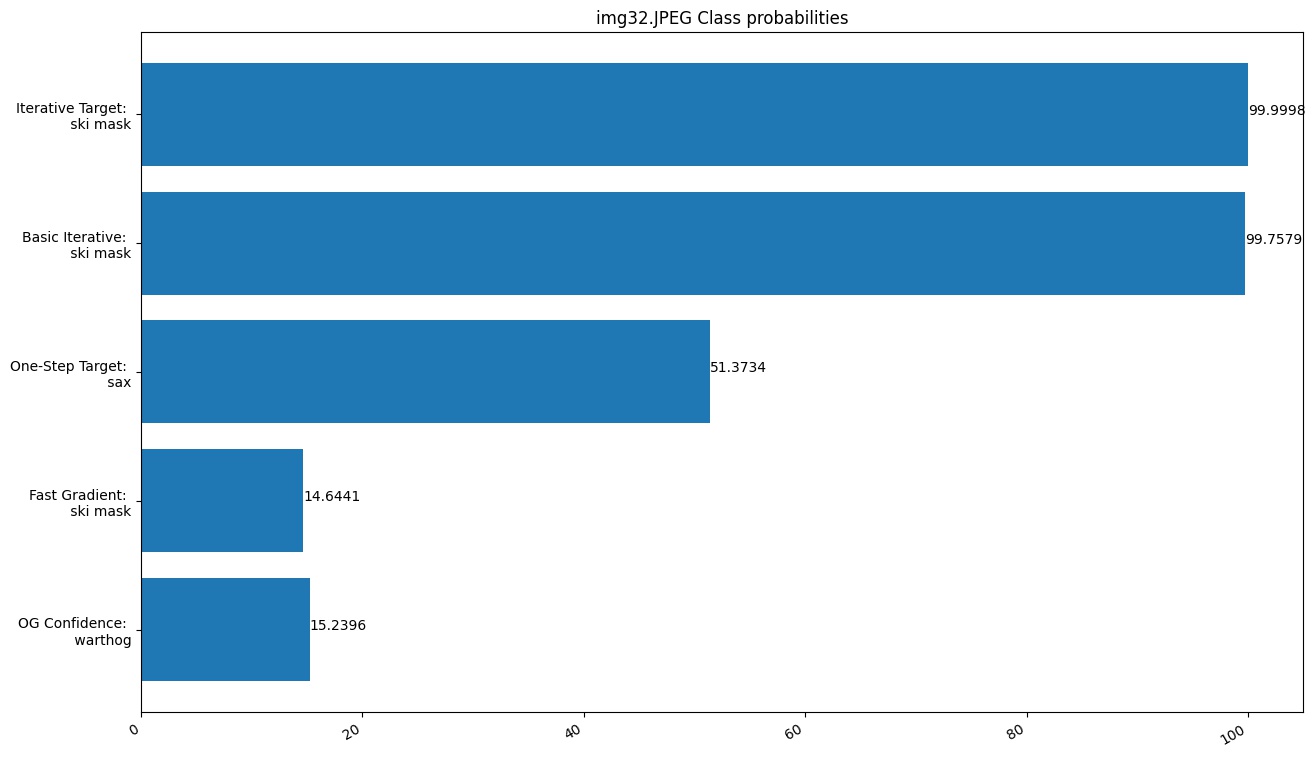 img32.JPEG Class probabilities
Iterative Target:
ski mask
99.9998
Basic Iterative:
ski mask
99.7579
One-Step Target:
sax
51.3734
Fast Gradient:
ski mask
14.6441
OG Confidence:
warthog
15.2396
0 20 40 60 80 100